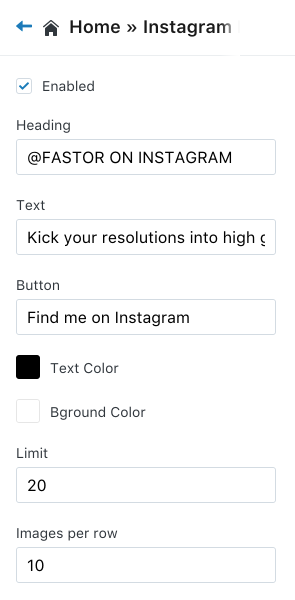 Home » Instagram
Enabled
Heading
@FASTOR ON INSTAGRAM
Text
Kick your resolutions into high
Button
Find me on Instagram
Text Color
Bground Color
Limit
20
Images per row
10